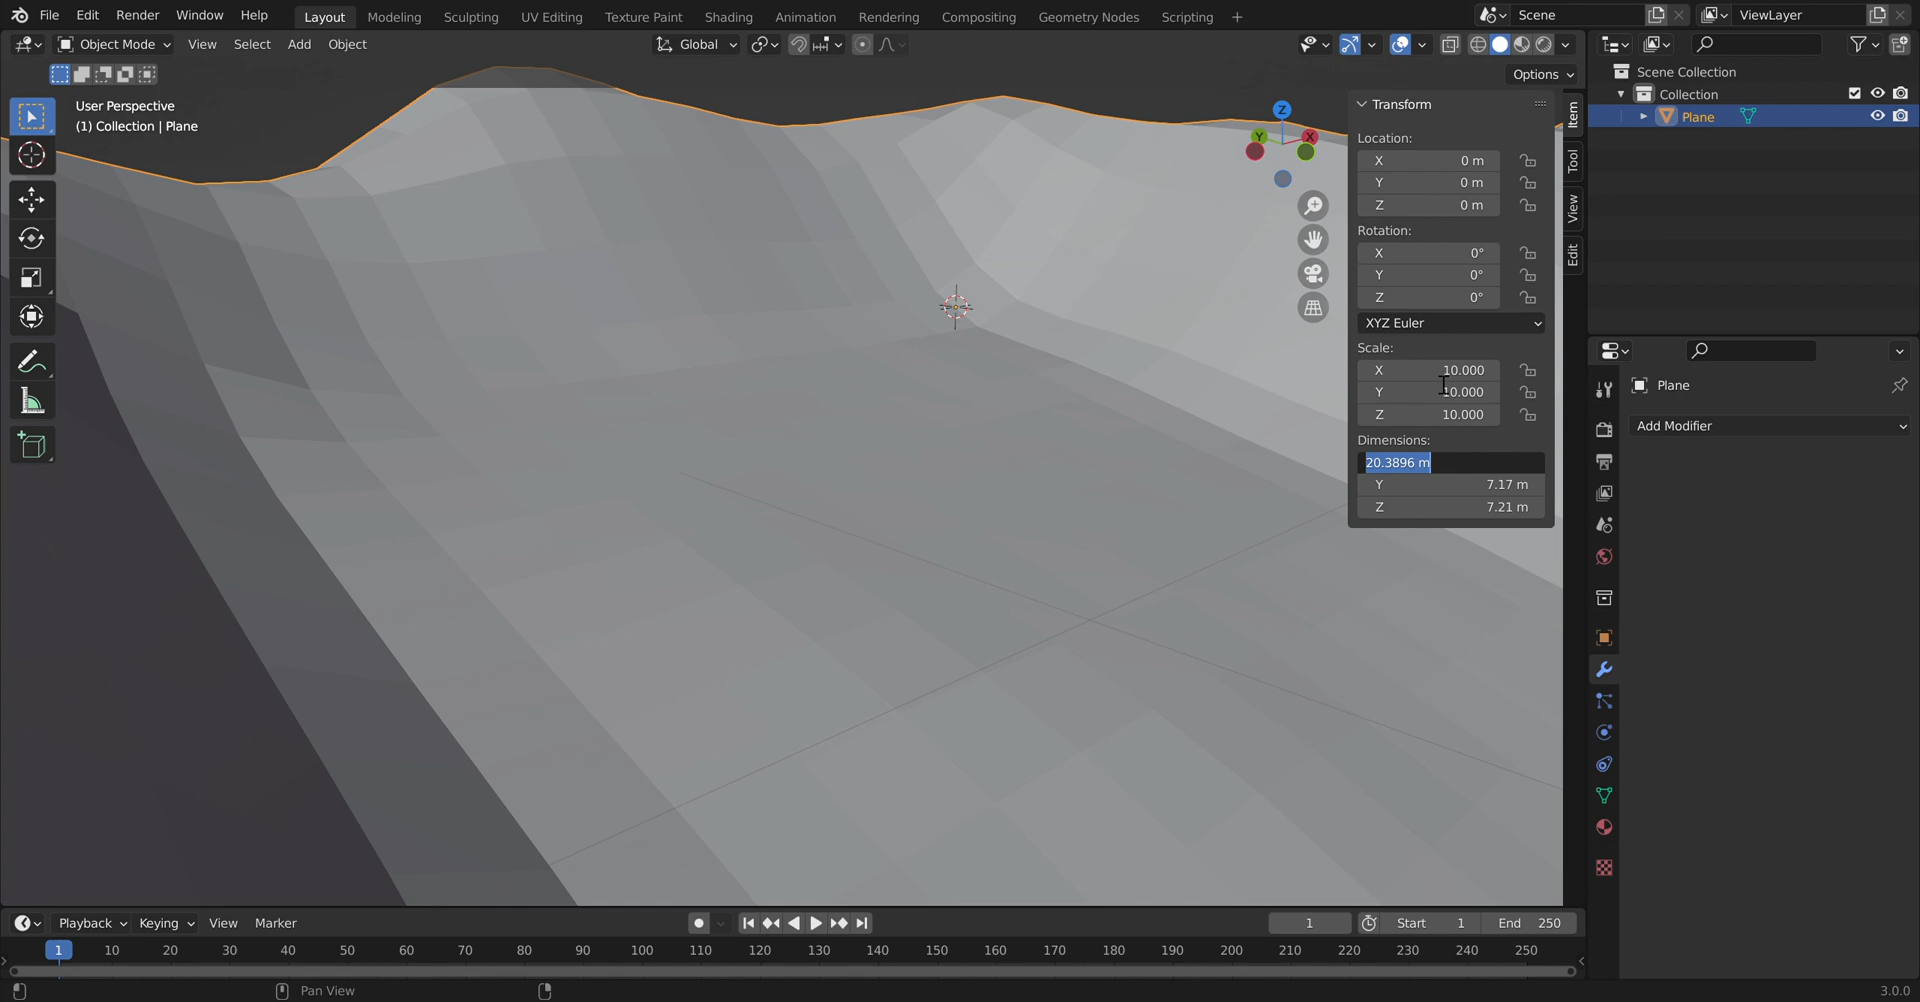 File Edit Render Window Help Layout Modeling Sculpting UV Editing Texture Paint Shading Animation Rendering Compositing Geometry Nodes Scripting + Scene ViewLayer
Object Mode View Select Add Object Global
Options
User Perspective
(1) Collection | Plane
Z
Y
X
Transform
Location:
X 0 m
Y 0 m
Z 0 m
Rotation:
X 0°
Y 0°
Z 0°
XYZ Euler
Scale:
X 10.000
Y 10.000
Z 10.000
Dimensions:
20.3896 m
Y 7.17 m
Z 7.21 m
Item
Tool
View
Edit
Scene Collection
Collection
Plane
Plane
Add Modifier
Playback Keying View Marker 1 Start 1 End 250
1 10 20 30 40 50 60 70 80 90 100 110 120 130 140 150 160 170 180 190 200 210 220 230 240 250
Pan View 3.0.0